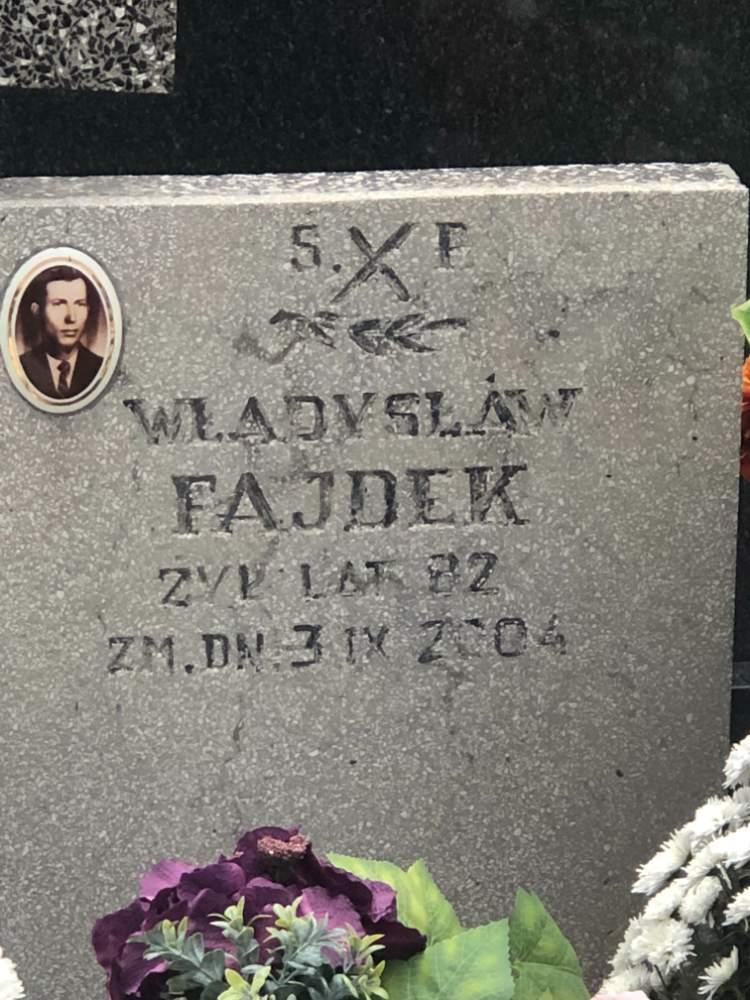 Ś. P.
WŁADYSŁAW
FAJDEK
ŻYŁ LAT 82
ZM. DN. 3 IX 2004